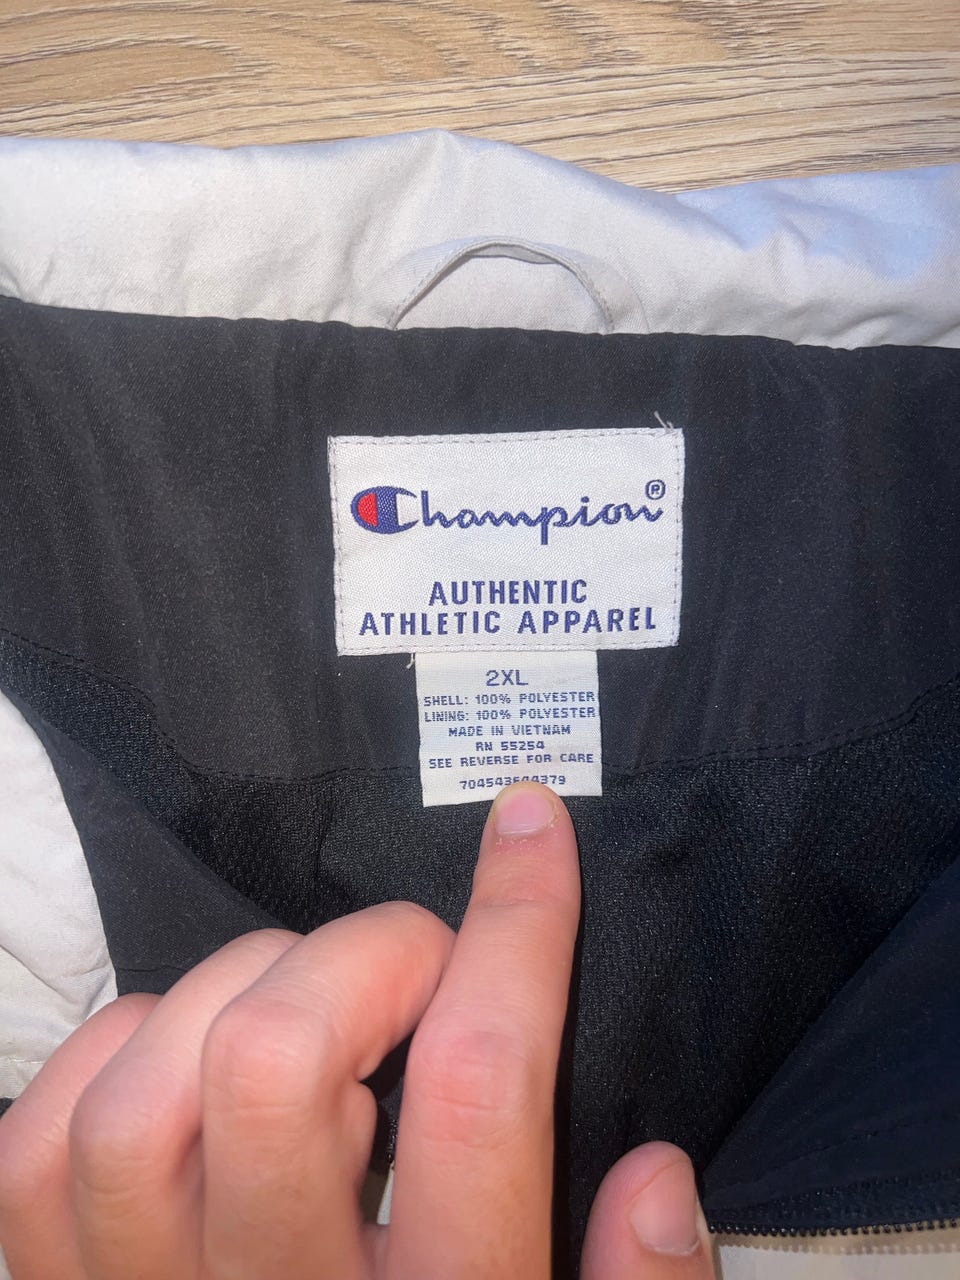 Champion®
AUTHENTIC
ATHLETIC APPAREL
2XL
SHELL: 100% POLYESTER
LINING: 100% POLYESTER
MADE IN VIETNAM
RN 55254
SEE REVERSE FOR CARE